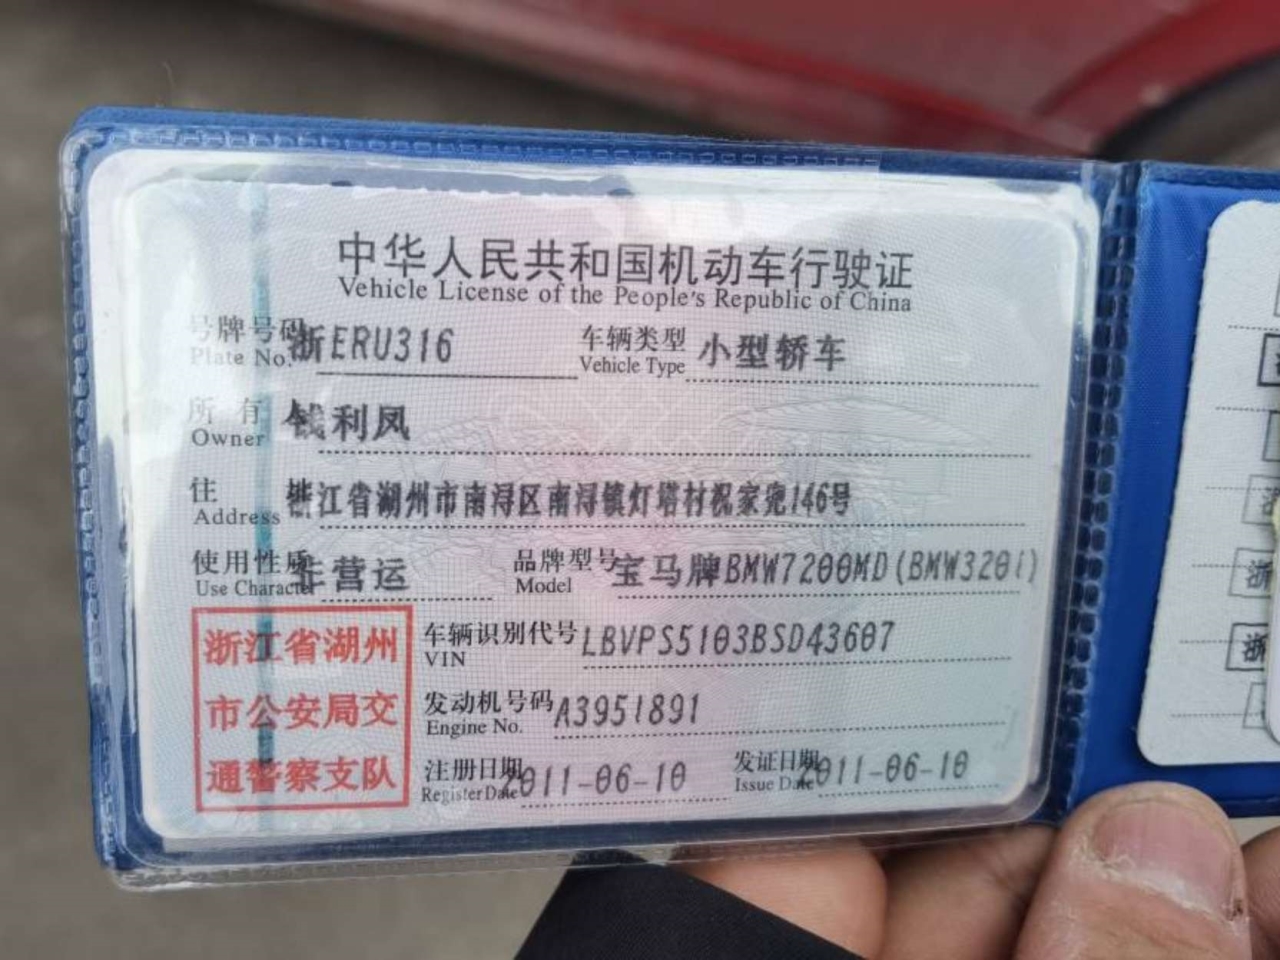 中华人民共和国机动车行驶证
Vehicle License of the People's Republic of China
号牌号码 浙ERU316 车辆类型 小型轿车
Plate No. Vehicle Type
所有 钱利凤
Owner
住 浙江省湖州市南浔区南浔镇灯塔村祝家兜146号
Address
使用性质 非营运 品牌型号 宝马牌BMW7200MD(BMW320i)
Use Character Model
车辆识别代号 LBVPS5103BSD43607
VIN
发动机号码 A3951891
Engine No.
注册日期 2011-06-10 发证日期 2011-06-10
Register Date Issue Date
浙江省湖州
市公安局交
通警察支队
浙
浙